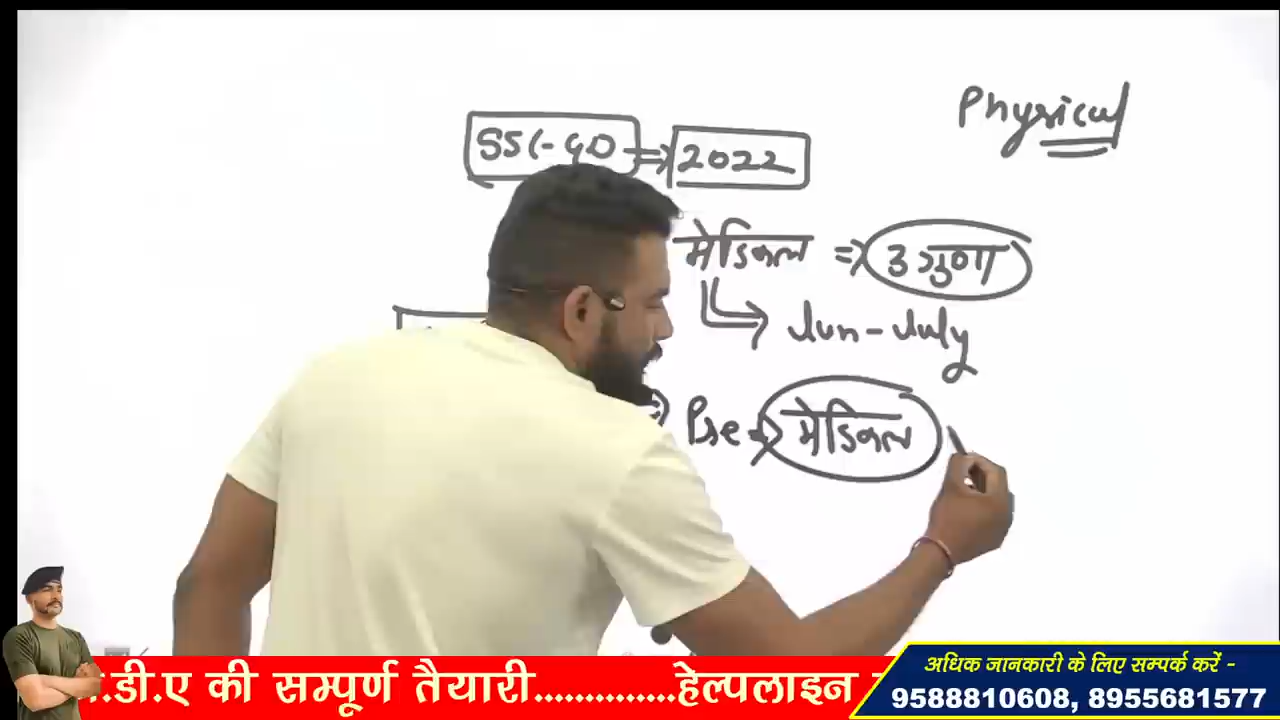 Physical
SSC-GD => 2022
मेडिकल => 3 गुणा
Jun-July
Pre => मेडिकल
.डी.ए की सम्पूर्ण तैयारी.............हेल्पलाइन
अधिक जानकारी के लिए सम्पर्क करें -
9588810608, 8955681577